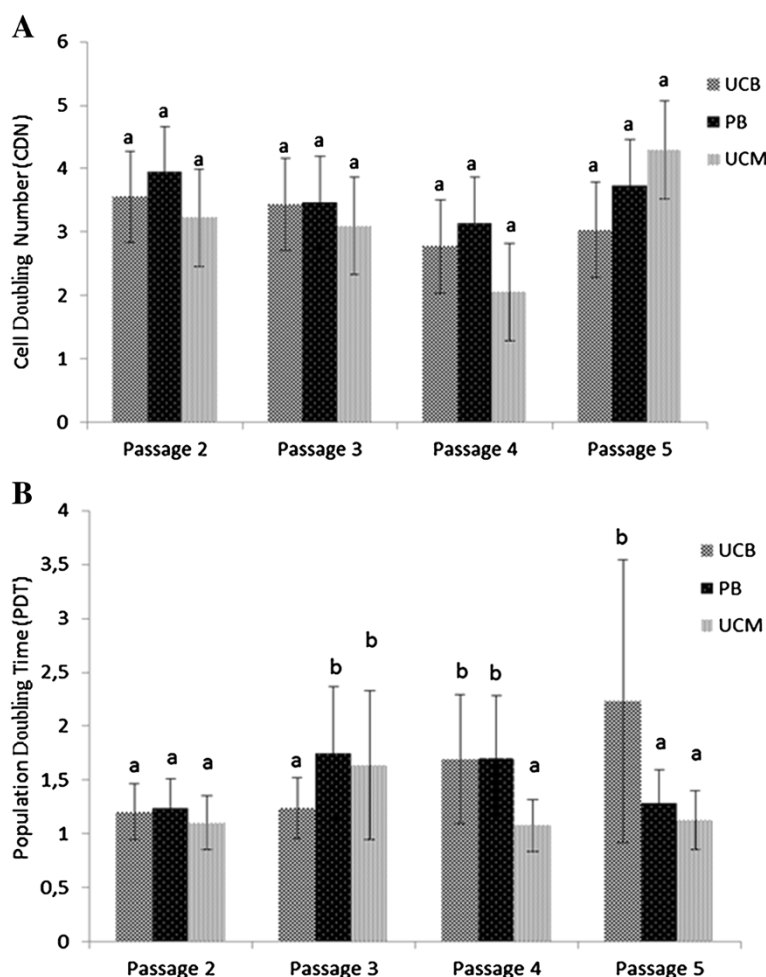 A
Cell Doubling Number (CDN)
6
5
4
3
2
1
0
a a a
a a a
a a a
a a a
UCB
PB
UCM
Passage 2 Passage 3 Passage 4 Passage 5
B
Population Doubling Time (PDT)
4
3,5
3
2,5
2
1,5
1
0,5
0
a a a
a b b
b b a
b a a
UCB
PB
UCM
Passage 2 Passage 3 Passage 4 Passage 5